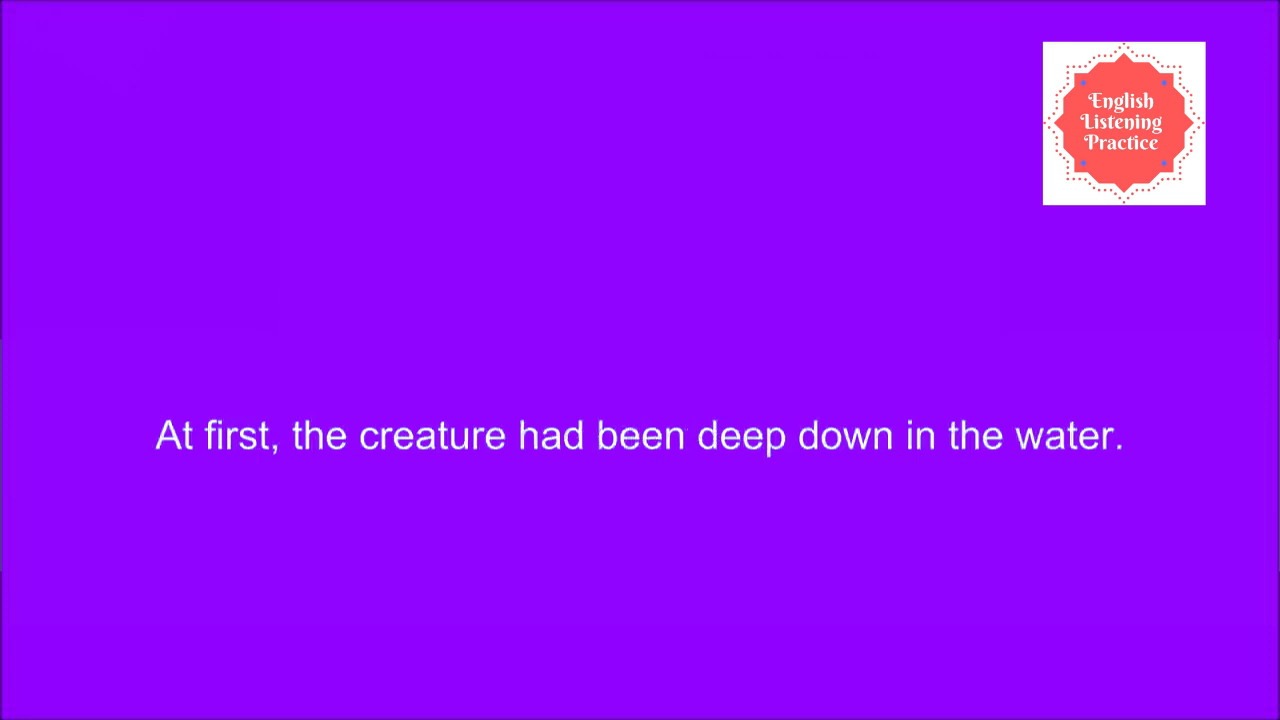 English
Listening
Practice
At first, the creature had been deep down in the water.